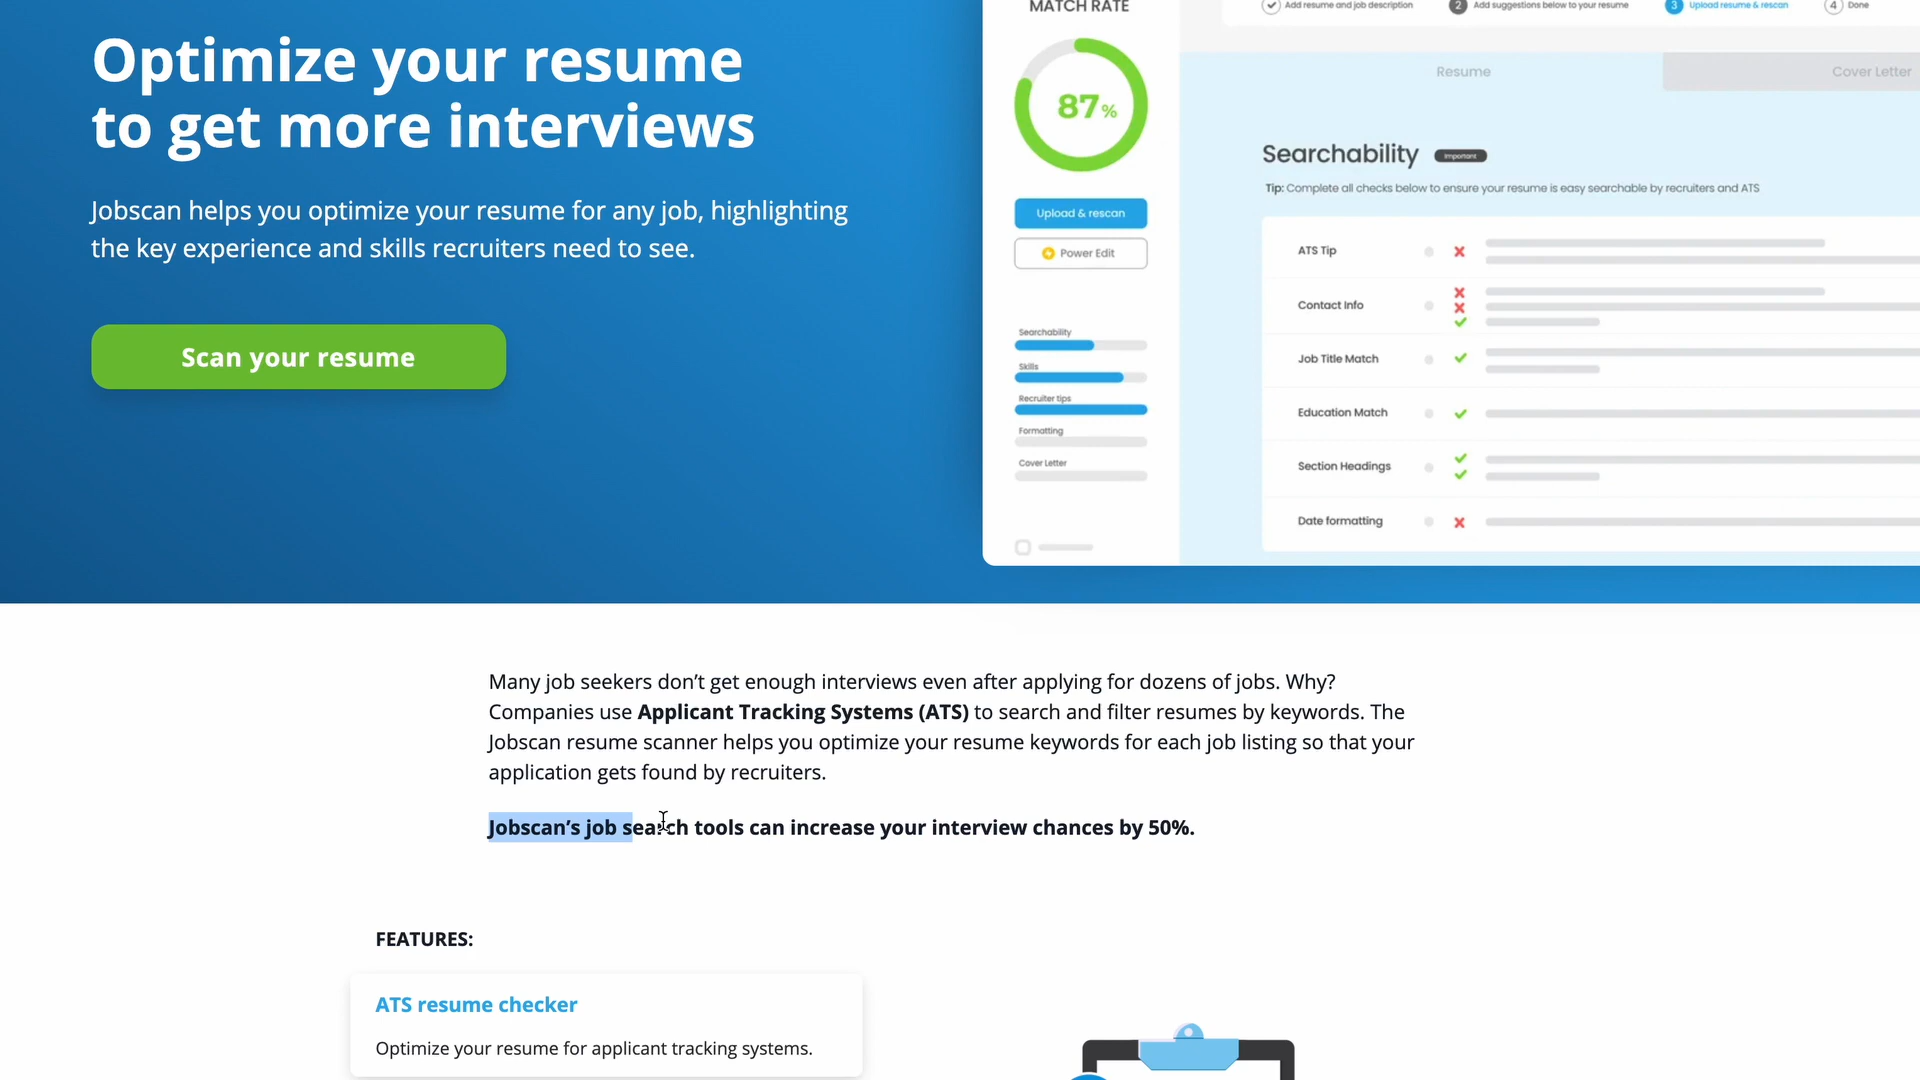 Optimize your resume
to get more interviews
Jobscan helps you optimize your resume for any job, highlighting
the key experience and skills recruiters need to see.
Scan your resume
MATCH RATE
87%
Upload & rescan
Power Edit
Searchability
Skills
Recruiter tips
Formatting
Cover Letter
Add resume and job description
2 Add suggestions below to your resume
3 Upload resume & rescan
4 Done
Resume
Cover Letter
Searchability Important
Tip: Complete all checks below to ensure your resume is easy searchable by recruiters and ATS
ATS Tip
Contact Info
Job Title Match
Education Match
Section Headings
Date formatting
Many job seekers don’t get enough interviews even after applying for dozens of jobs. Why?
Companies use Applicant Tracking Systems (ATS) to search and filter resumes by keywords. The
Jobscan resume scanner helps you optimize your resume keywords for each job listing so that your
application gets found by recruiters.
Jobscan’s job search tools can increase your interview chances by 50%.
FEATURES:
ATS resume checker
Optimize your resume for applicant tracking systems.